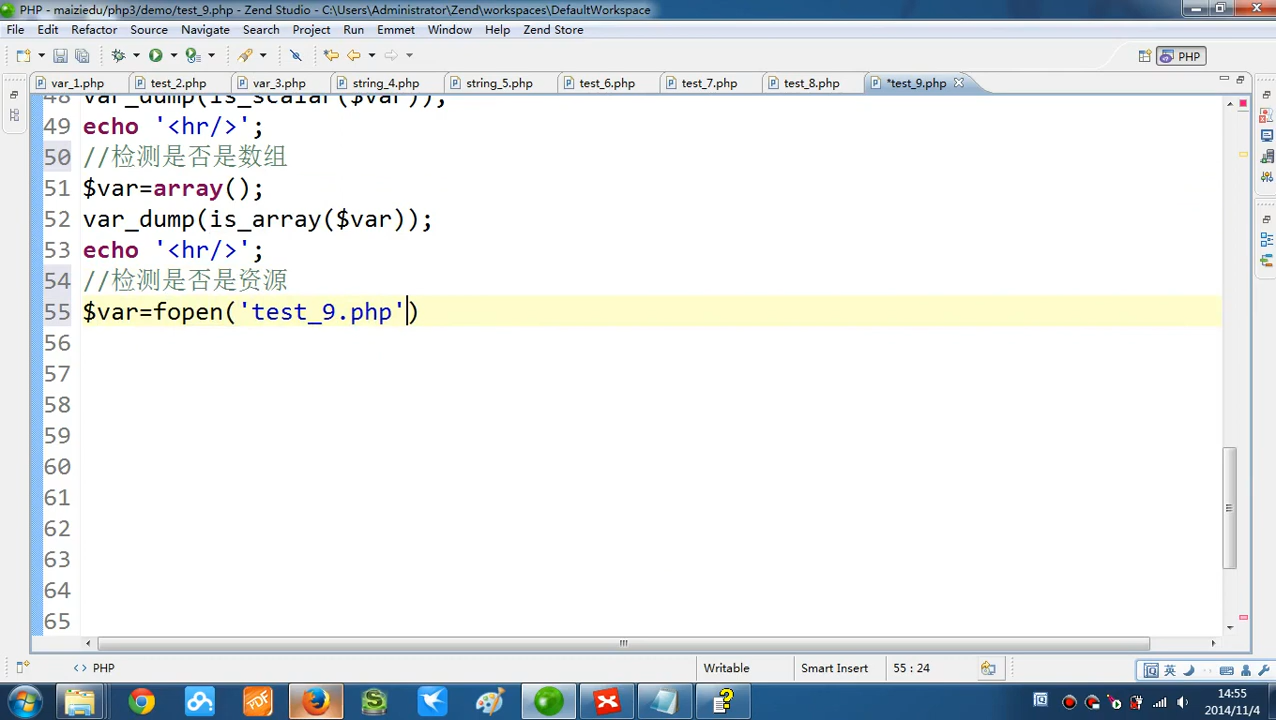 PHP - maiziedu/php3/demo/test_9.php - Zend Studio - C:\Users\Administrator\Zend\workspaces\DefaultWorkspace
File Edit Refactor Source Navigate Search Project Run Emmet Window Help Zend Store
PHP
var_1.php test_2.php var_3.php string_4.php string_5.php test_6.php test_7.php test_8.php *test_9.php
48 var_dump(is_scalar($var));
49 echo '<hr/>';
50 //检测是否是数组
51 $var=array();
52 var_dump(is_array($var));
53 echo '<hr/>';
54 //检测是否是资源
55 $var=fopen('test_9.php')
56
57
58
59
60
61
62
63
64
65
<> PHP Writable Smart Insert 55 : 24
英
14:55
2014/11/4